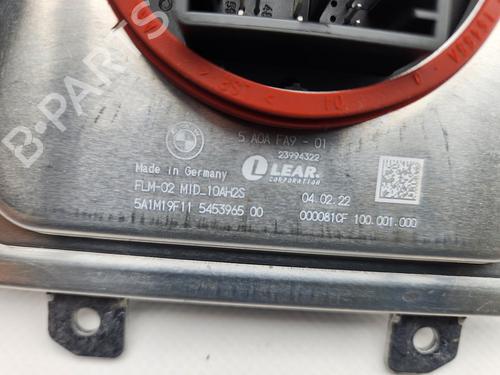 5 A0A FA9 - 01
23994322
Made in Germany
LEAR
corporation
FLM-02 MID_10AH2S
04.02.22
5A1M19F11 5453965 00
000081CF 100.001.000
B-PARTS